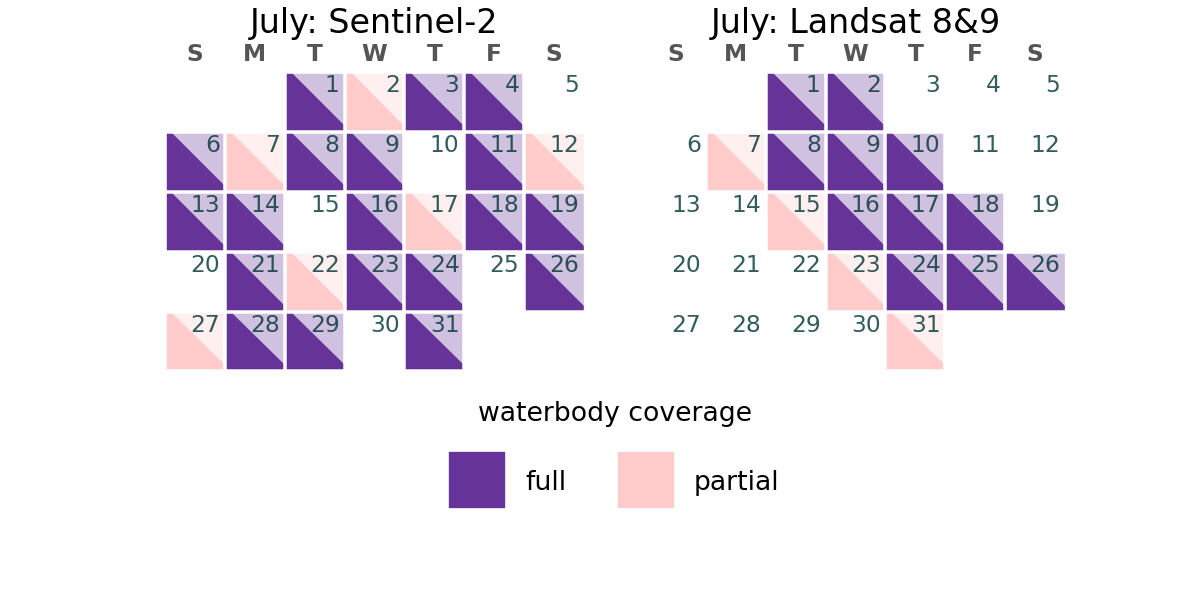 July: Sentinel-2
S M T W T F S
1 2 3 4 5
6 7 8 9 10 11 12
13 14 15 16 17 18 19
20 21 22 23 24 25 26
27 28 29 30 31
July: Landsat 8&9
S M T W T F S
1 2 3 4 5
6 7 8 9 10 11 12
13 14 15 16 17 18 19
20 21 22 23 24 25 26
27 28 29 30 31
waterbody coverage
full
partial